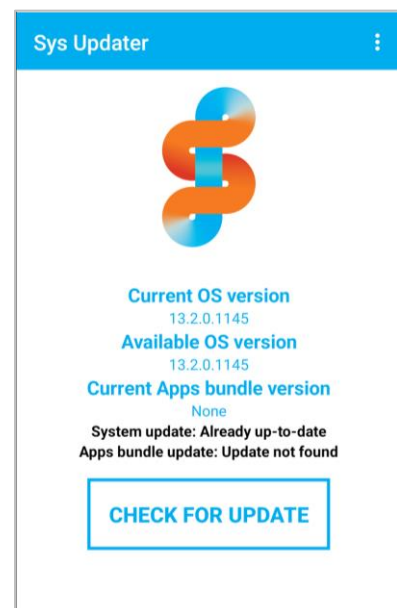 Sys Updater
Current OS version
13.2.0.1145
Available OS version
13.2.0.1145
Current Apps bundle version
None
System update: Already up-to-date
Apps bundle update: Update not found
CHECK FOR UPDATE